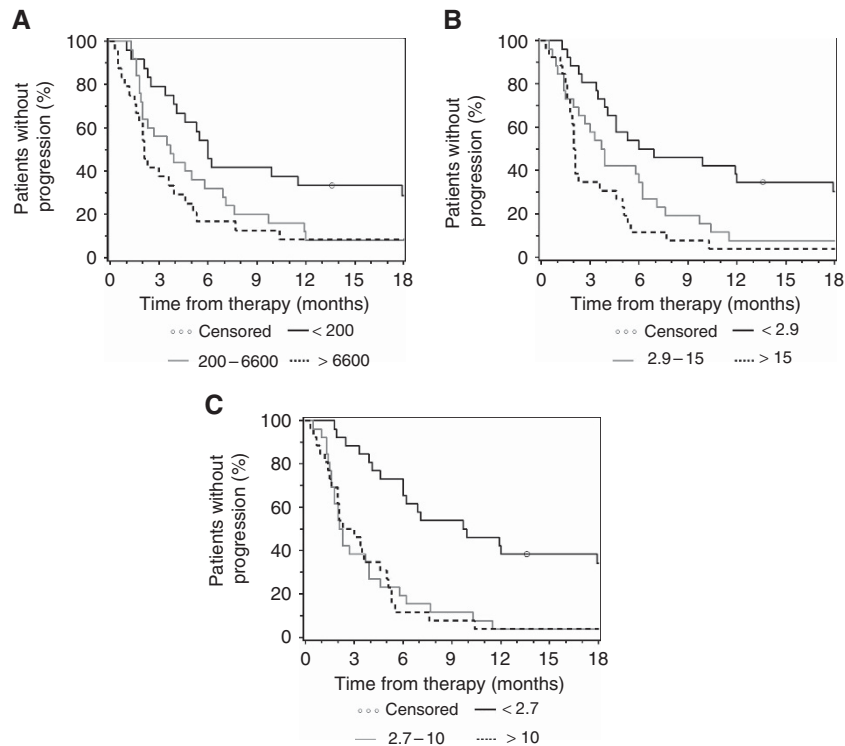 A
Patients without
progression (%)
100
80
60
40
20
0
0 3 6 9 12 15 18
Time from therapy (months)
Censored < 200
200–6600 > 6600
B
Patients without
progression (%)
100
80
60
40
20
0
0 3 6 9 12 15 18
Time from therapy (months)
Censored < 2.9
2.9–15 > 15
C
Patients without
progression (%)
100
80
60
40
20
0
0 3 6 9 12 15 18
Time from therapy (months)
Censored < 2.7
2.7–10 > 10